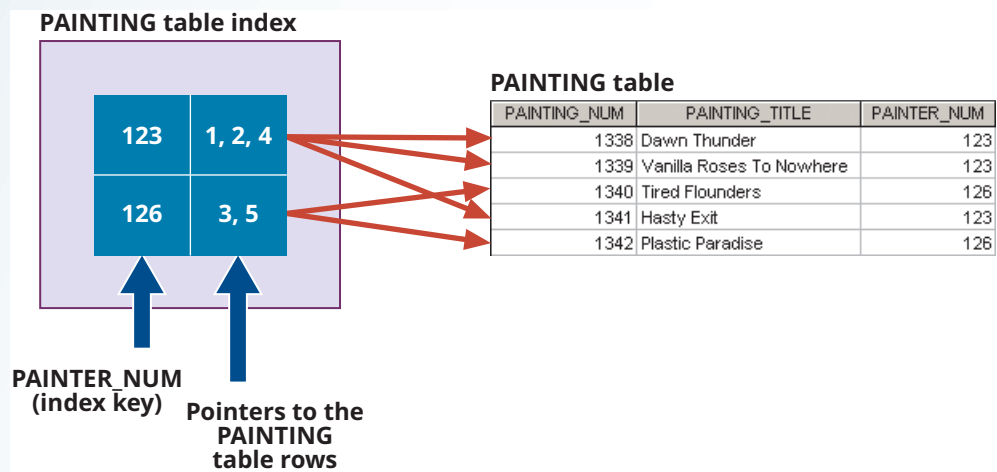 PAINTING table index
123 1, 2, 4
126 3, 5
PAINTER_NUM
(index key)
Pointers to the
PAINTING
table rows
PAINTING table
PAINTING_NUM PAINTING_TITLE PAINTER_NUM
1338 Dawn Thunder 123
1339 Vanilla Roses To Nowhere 123
1340 Tired Flounders 126
1341 Hasty Exit 123
1342 Plastic Paradise 126